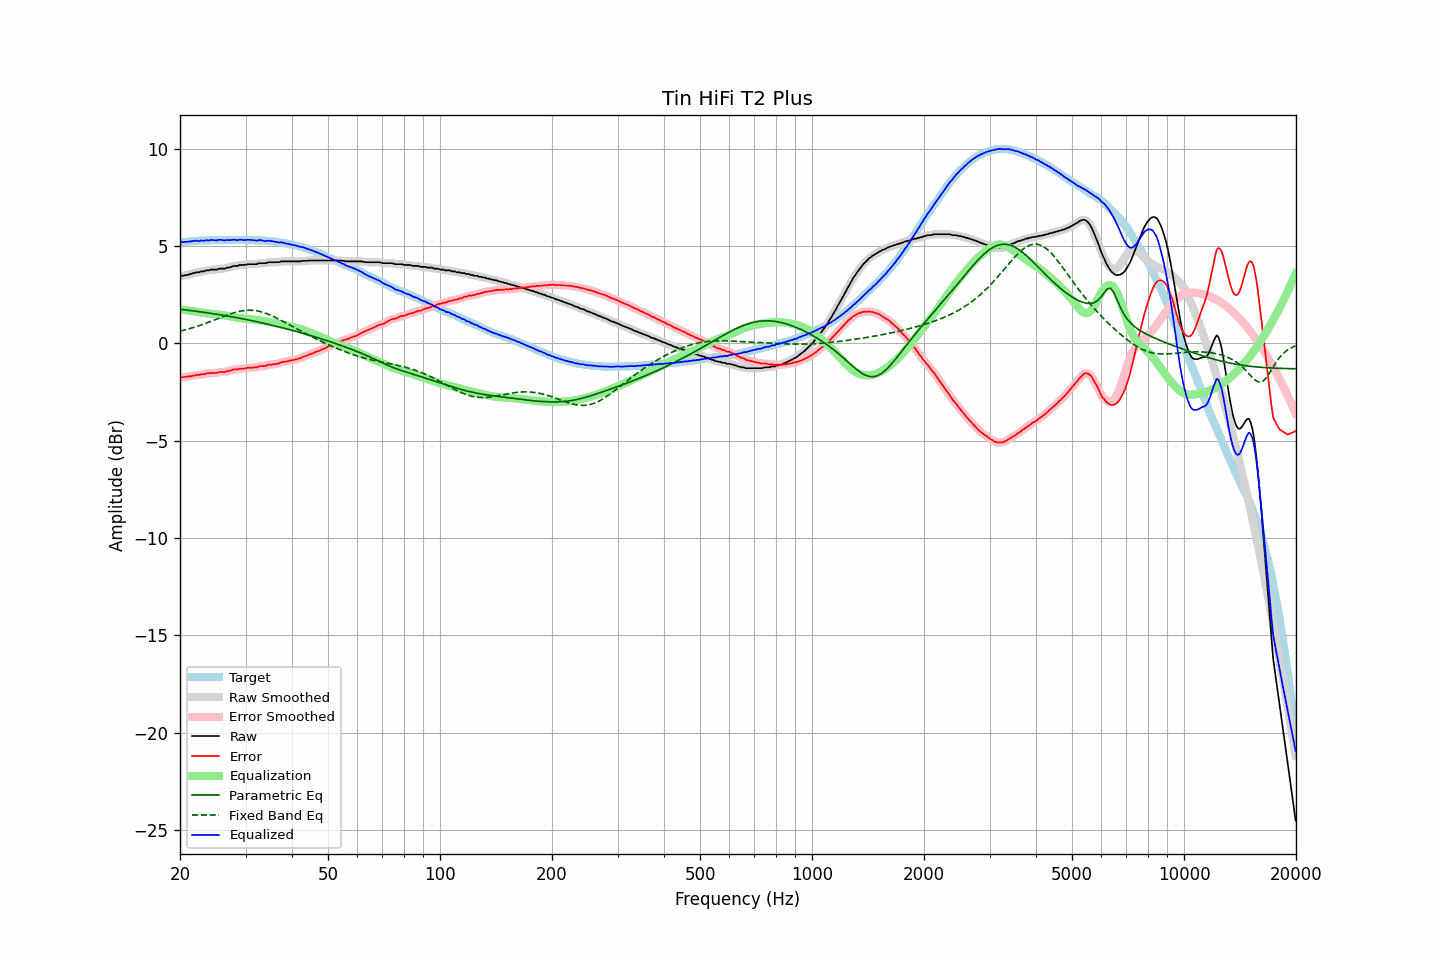 Tin HiFi T2 Plus
Amplitude (dBr)
10
5
0
−5
−10
−15
−20
−25
Target
Raw Smoothed
Error Smoothed
Raw
Error
Equalization
Parametric Eq
Fixed Band Eq
Equalized
20 50 100 200 500 1000 2000 5000 10000 20000
Frequency (Hz)